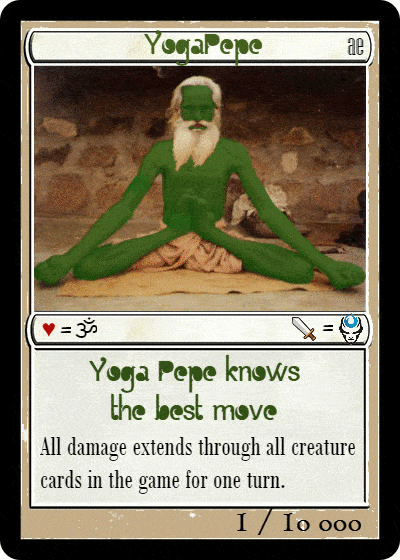 YogaPepe æ
= ॐ =
Yoga Pepe knows
the best move
All damage extends through all creature
cards in the game for one turn.
1 / 10 000